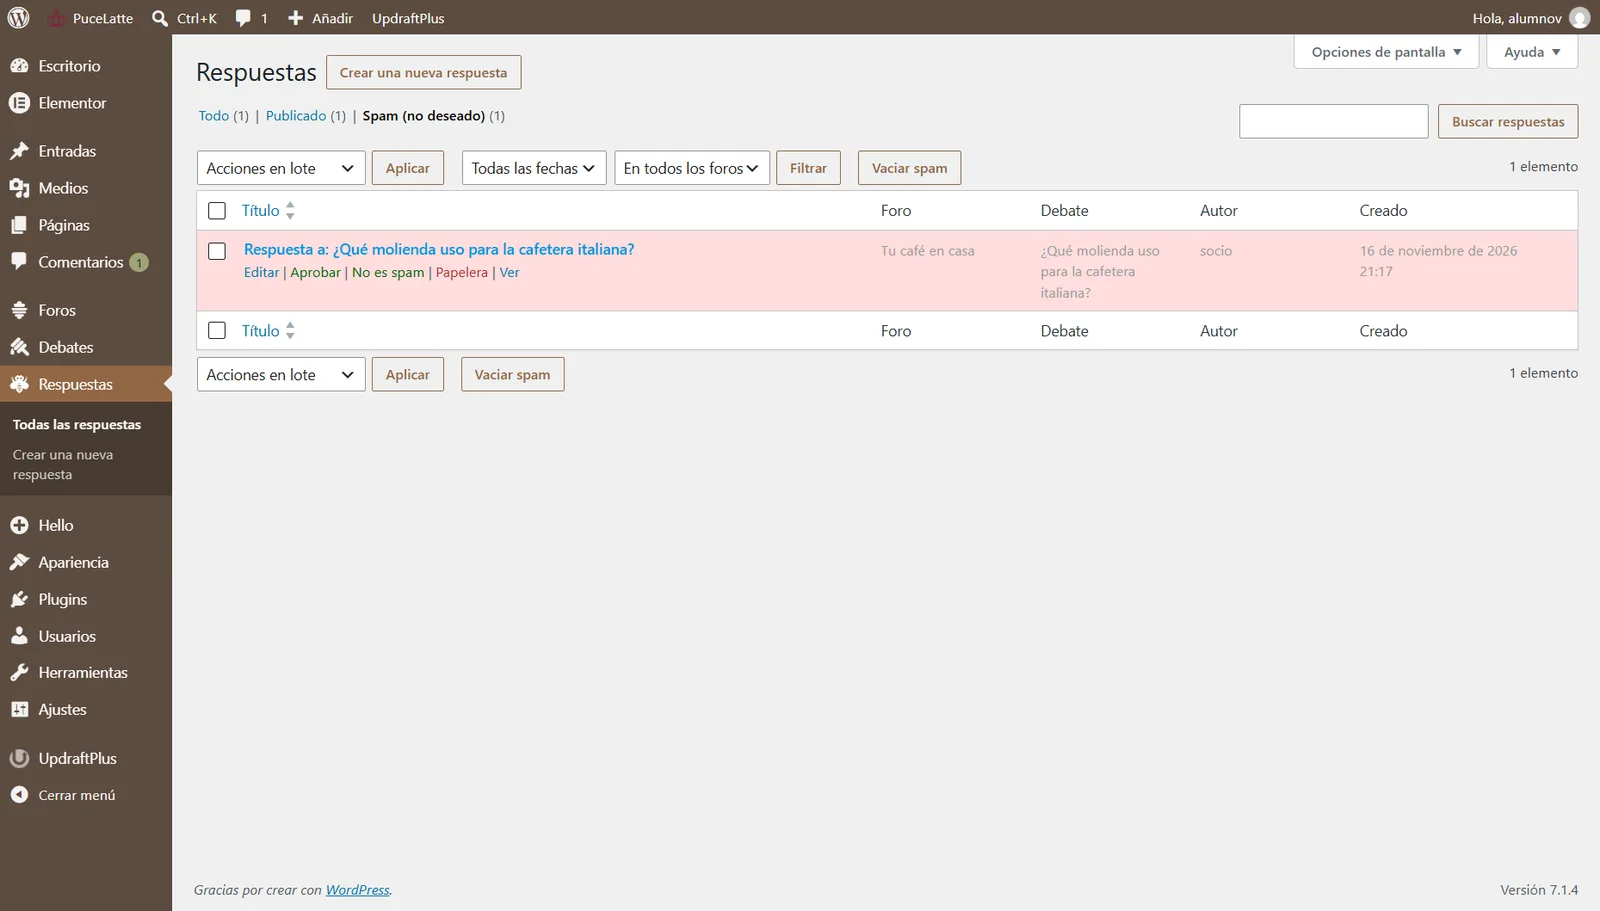 PuceLatte Ctrl+K 1 Añadir UpdraftPlus Hola, alumnov
Escritorio
Elementor
Entradas
Medios
Páginas
Comentarios 1
Foros
Debates
Respuestas
Todas las respuestas
Crear una nueva
respuesta
Hello
Apariencia
Plugins
Usuarios
Herramientas
Ajustes
UpdraftPlus
Cerrar menú
Opciones de pantalla ▼ Ayuda ▼
Respuestas Crear una nueva respuesta
Todo (1) | Publicado (1) | Spam (no deseado) (1)
Buscar respuestas
Acciones en lote Aplicar Todas las fechas En todos los foros Filtrar Vaciar spam 1 elemento
Título Foro Debate Autor Creado
Respuesta a: ¿Qué molienda uso para la cafetera italiana?
Editar | Aprobar | No es spam | Papelera | Ver
Tu café en casa
¿Qué molienda uso
para la cafetera
italiana?
socio
16 de noviembre de 2026
21:17
Título Foro Debate Autor Creado
Acciones en lote Aplicar Vaciar spam 1 elemento
Gracias por crear con WordPress. Versión 7.1.4